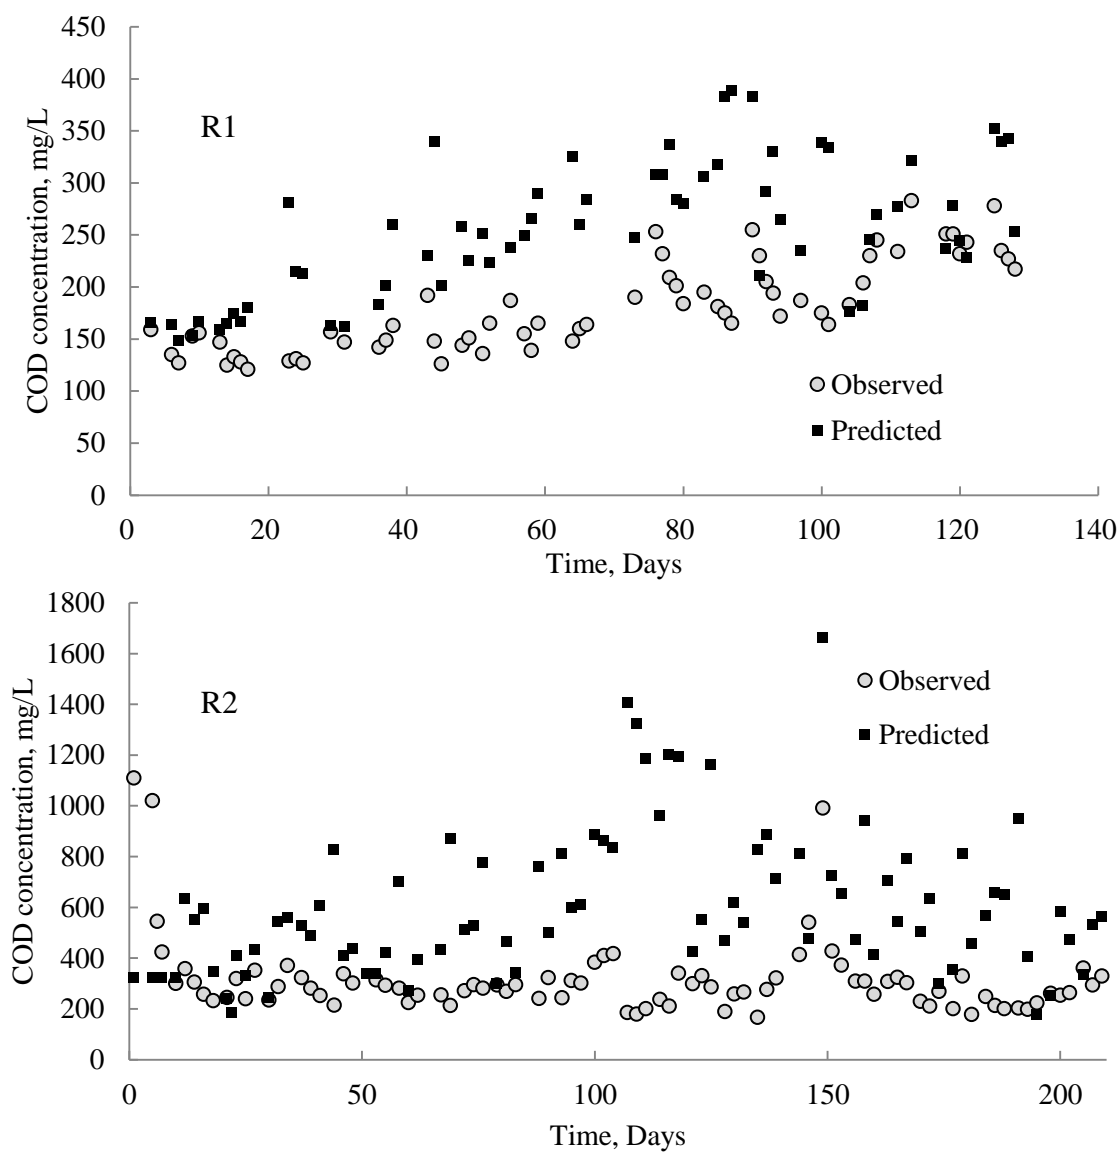 450
400
350
300
250
200
150
100
50
0
COD concentration, mg/L
R1
Observed
Predicted
0 20 40 60 80 100 120 140
Time, Days
1800
1600
1400
1200
1000
800
600
400
200
0
COD concentration, mg/L
R2
Observed
Predicted
0 50 100 150 200
Time, Days